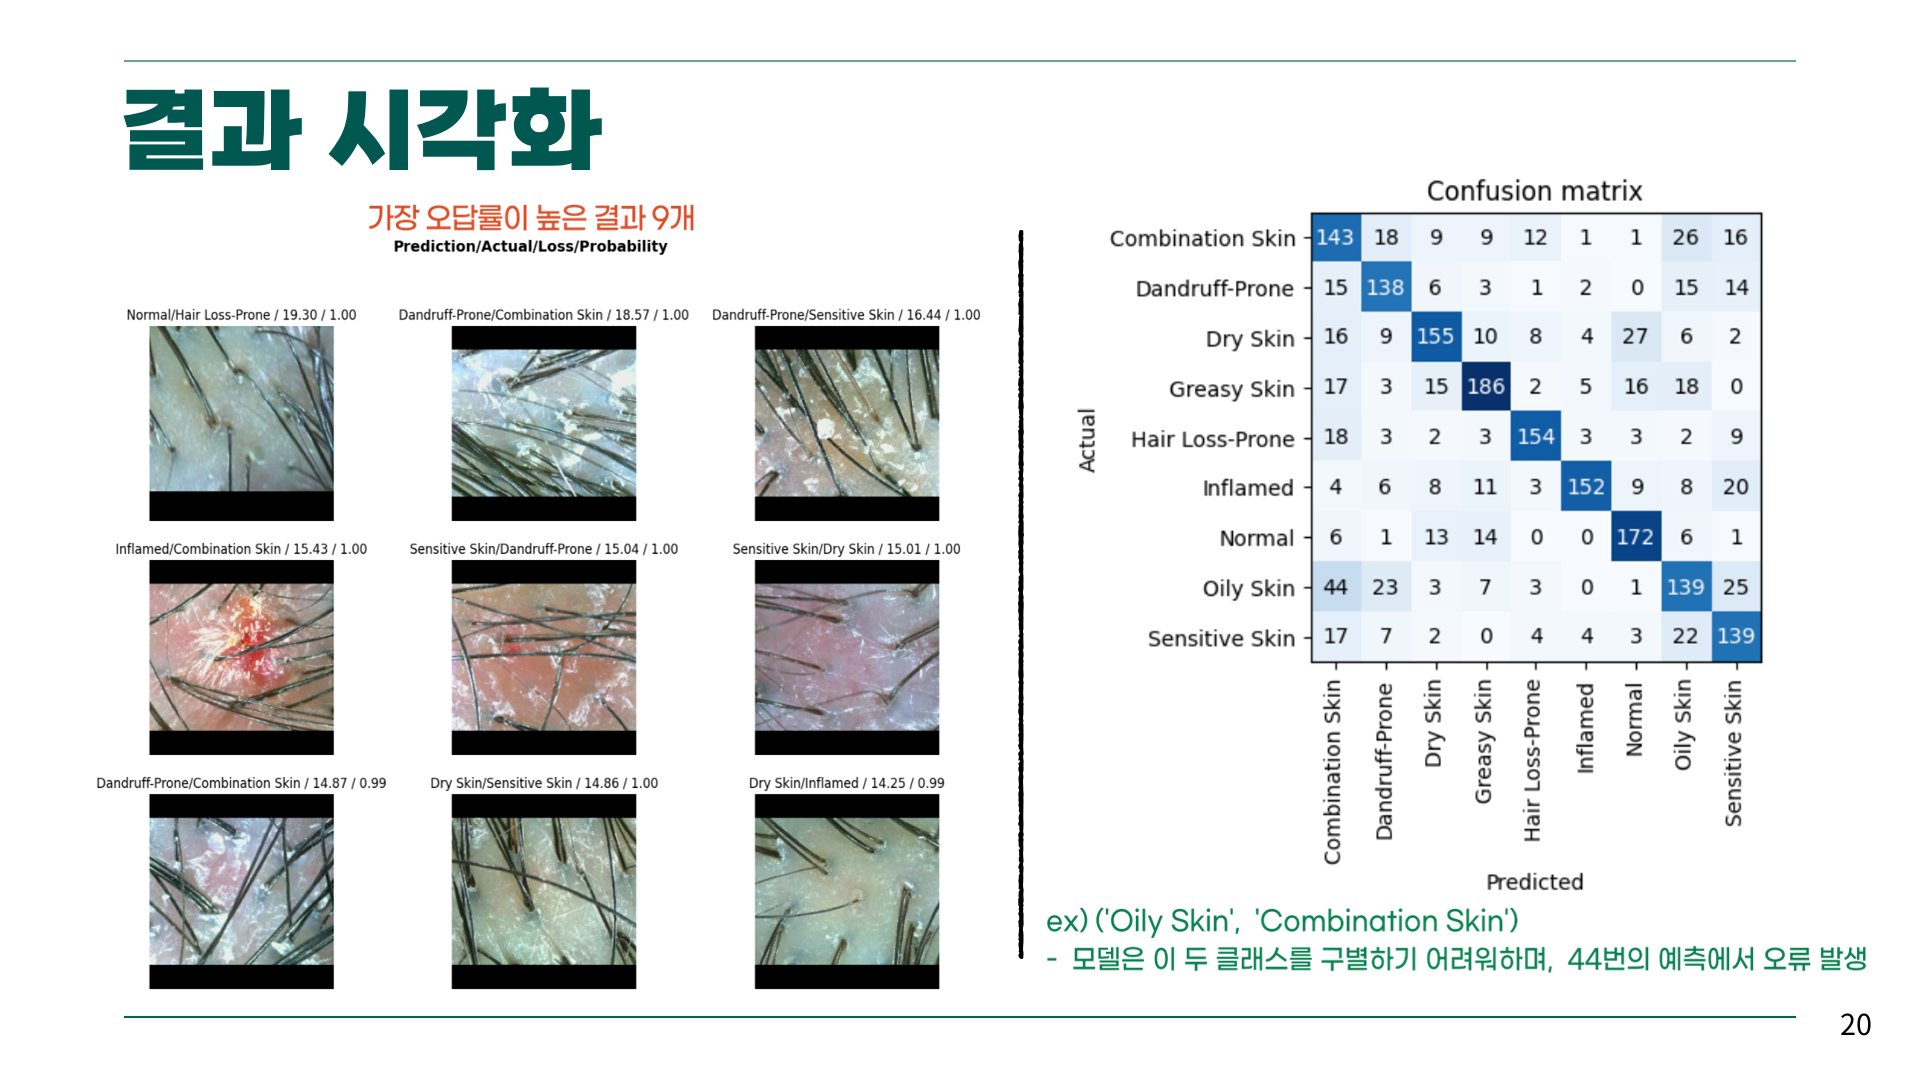 결과 시각화
가장 오답률이 높은 결과 9개
Prediction/Actual/Loss/Probability
Normal/Hair Loss-Prone / 19.30 / 1.00
Dandruff-Prone/Combination Skin / 18.57 / 1.00
Dandruff-Prone/Sensitive Skin / 16.44 / 1.00
Inflamed/Combination Skin / 15.43 / 1.00
Sensitive Skin/Dandruff-Prone / 15.04 / 1.00
Sensitive Skin/Dry Skin / 15.01 / 1.00
Dandruff-Prone/Combination Skin / 14.87 / 0.99
Dry Skin/Sensitive Skin / 14.86 / 1.00
Dry Skin/Inflamed / 14.25 / 0.99
Confusion matrix
Actual
Combination Skin 143 18 9 9 12 1 1 26 16
Dandruff-Prone 15 138 6 3 1 2 0 15 14
Dry Skin 16 9 155 10 8 4 27 6 2
Greasy Skin 17 3 15 186 2 5 16 18 0
Hair Loss-Prone 18 3 2 3 154 3 3 2 9
Inflamed 4 6 8 11 3 152 9 8 20
Normal 6 1 13 14 0 0 172 6 1
Oily Skin 44 23 3 7 3 0 1 139 25
Sensitive Skin 17 7 2 0 4 4 3 22 139
Combination Skin
Dandruff-Prone
Dry Skin
Greasy Skin
Hair Loss-Prone
Inflamed
Normal
Oily Skin
Sensitive Skin
Predicted
ex) ('Oily Skin', 'Combination Skin')
- 모델은 이 두 클래스를 구별하기 어려워하며, 44번의 예측에서 오류 발생
20